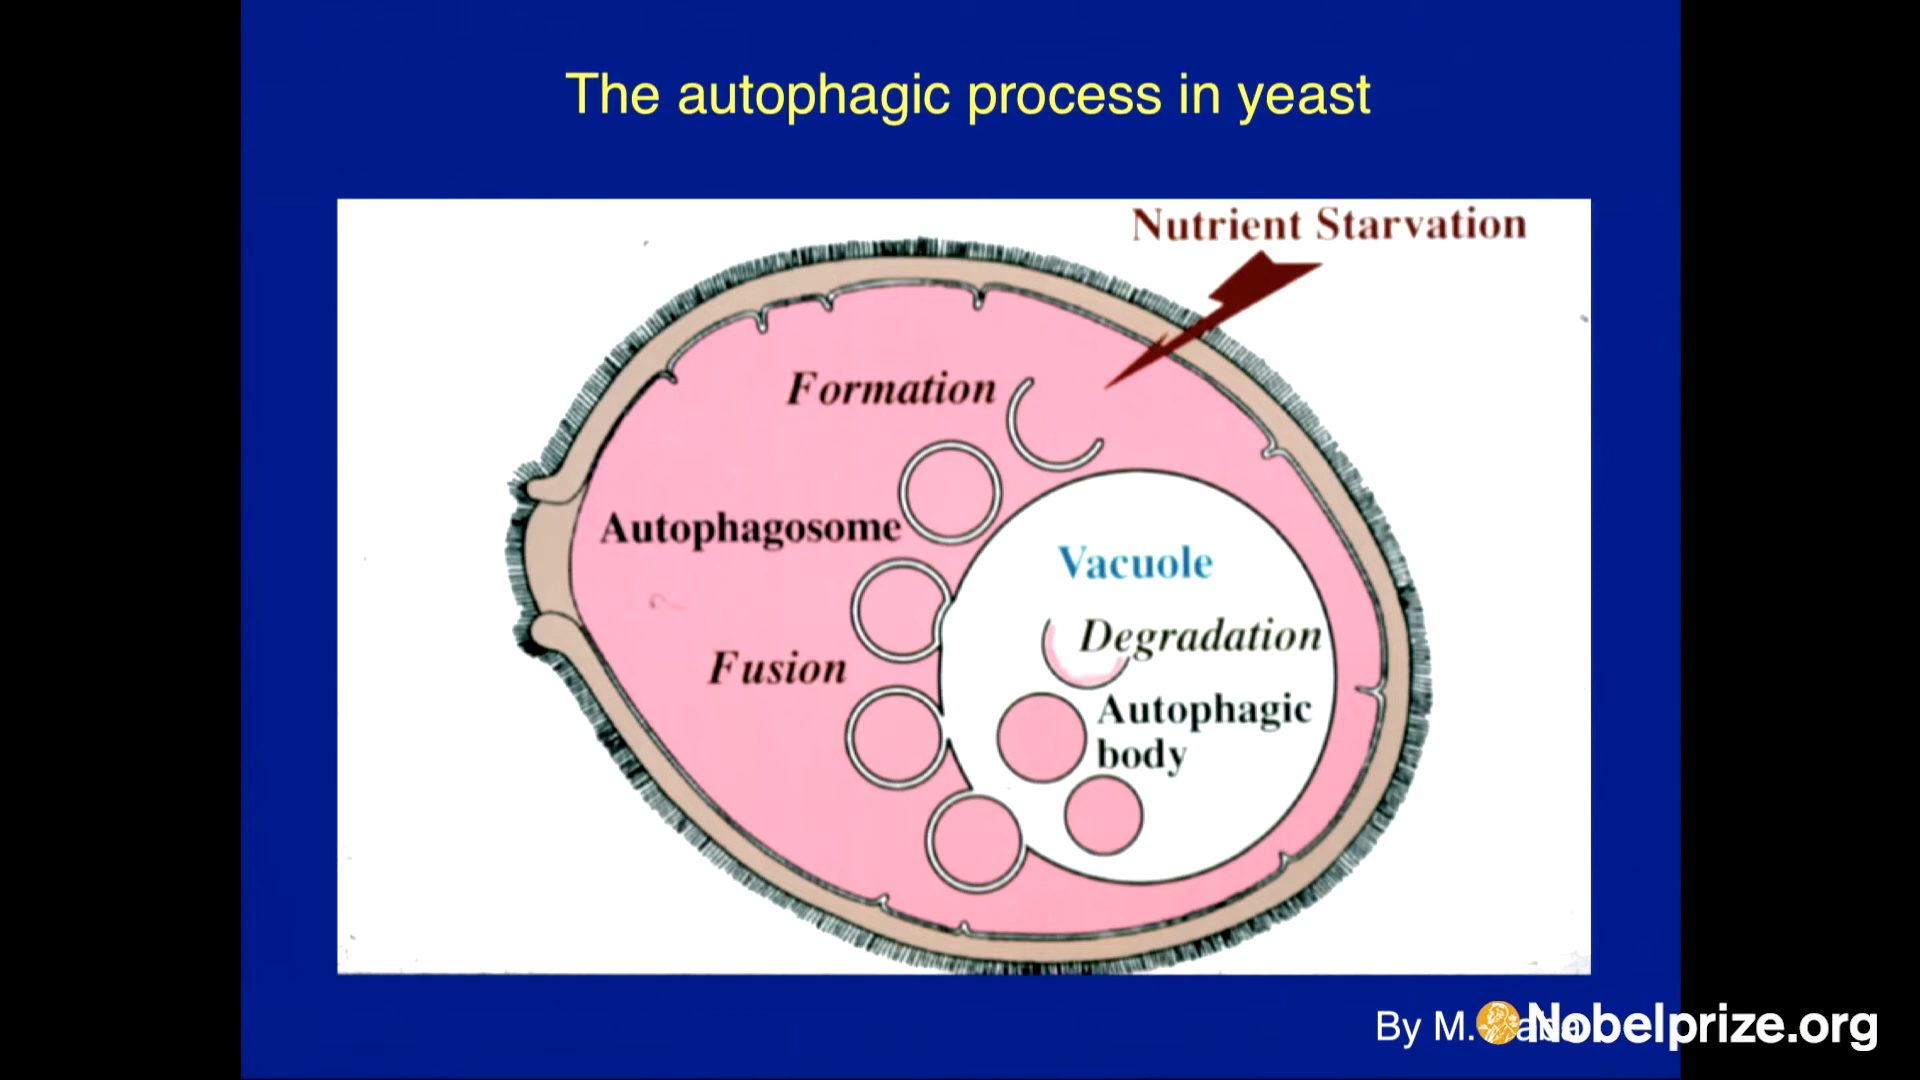 The autophagic process in yeast
Nutrient Starvation
Formation
Autophagosome
Vacuole
Degradation
Fusion
Autophagic
body
By M.
Nobelprize.org